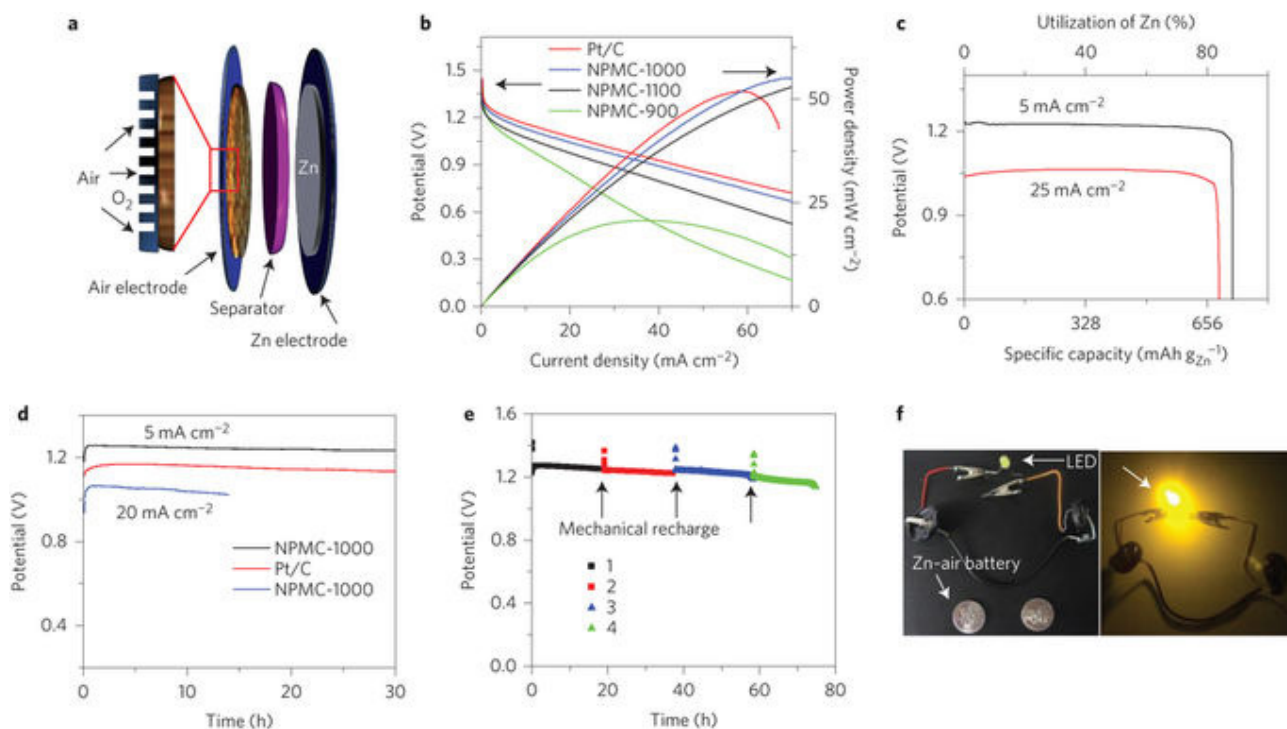 a
Air
O2
Air electrode
Separator
Zn
Zn electrode
b
Pt/C
NPMC-1000
NPMC-1100
NPMC-900
1.5
1.2
0.9
0.6
0.3
0.0
Potential (V)
50
25
0
Power density (mW cm−2)
0
20
40
60
Current density (mA cm−2)
c
Utilization of Zn (%)
0
40
80
5 mA cm−2
25 mA cm−2
1.2
0.9
0.6
Potential (V)
0
328
656
Specific capacity (mAh gZn−1)
d
1.2
0.8
0.4
Potential (V)
5 mA cm−2
20 mA cm−2
NPMC-1000
Pt/C
NPMC-1000
0
10
20
30
Time (h)
e
1.6
1.4
1.2
1.0
0.0
Potential (V)
Mechanical recharge
1
2
3
4
0
20
40
60
80
Time (h)
f
LED
Zn–air battery